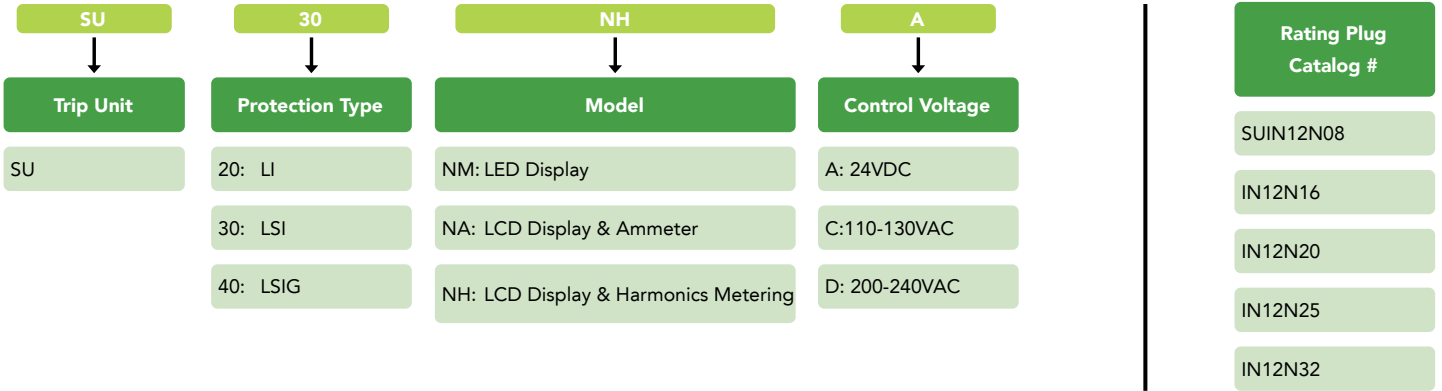 SU
30
NH
A
Trip Unit
Protection Type
Model
Control Voltage
SU
20: LI
NM: LED Display
A: 24VDC
30: LSI
NA: LCD Display & Ammeter
C:110-130VAC
40: LSIG
NH: LCD Display & Harmonics Metering
D: 200-240VAC
Rating Plug
Catalog #
SUIN12N08
IN12N16
IN12N20
IN12N25
IN12N32